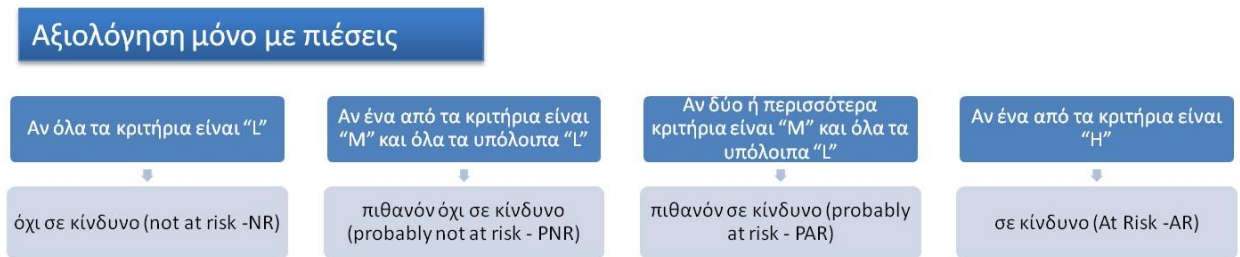 Αξιολόγηση μόνο με πιέσεις
Αν όλα τα κριτήρια είναι “L”
όχι σε κίνδυνο (not at risk -NR)
Αν ένα από τα κριτήρια είναι
“M” και όλα τα υπόλοιπα “L”
πιθανόν όχι σε κίνδυνο
(probably not at risk - PNR)
Αν δύο ή περισσότερα
κριτήρια είναι “M” και όλα τα
υπόλοιπα “L”
πιθανόν σε κίνδυνο (probably
at risk - PAR)
Αν ένα από τα κριτήρια είναι
“H”
σε κίνδυνο (At Risk -AR)